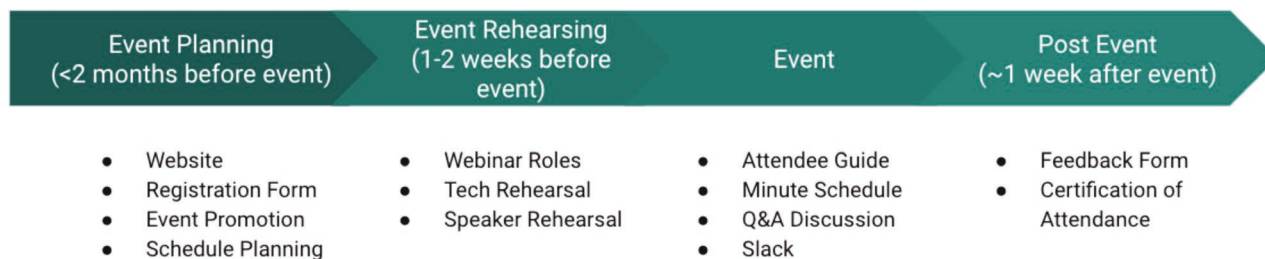 Event Planning
(<2 months before event)
Event Rehearsing
(1-2 weeks before
event)
Event
Post Event
(~1 week after event)
● Website
● Registration Form
● Event Promotion
● Schedule Planning
● Webinar Roles
● Tech Rehearsal
● Speaker Rehearsal
● Attendee Guide
● Minute Schedule
● Q&A Discussion
● Slack
● Feedback Form
● Certification of
Attendance